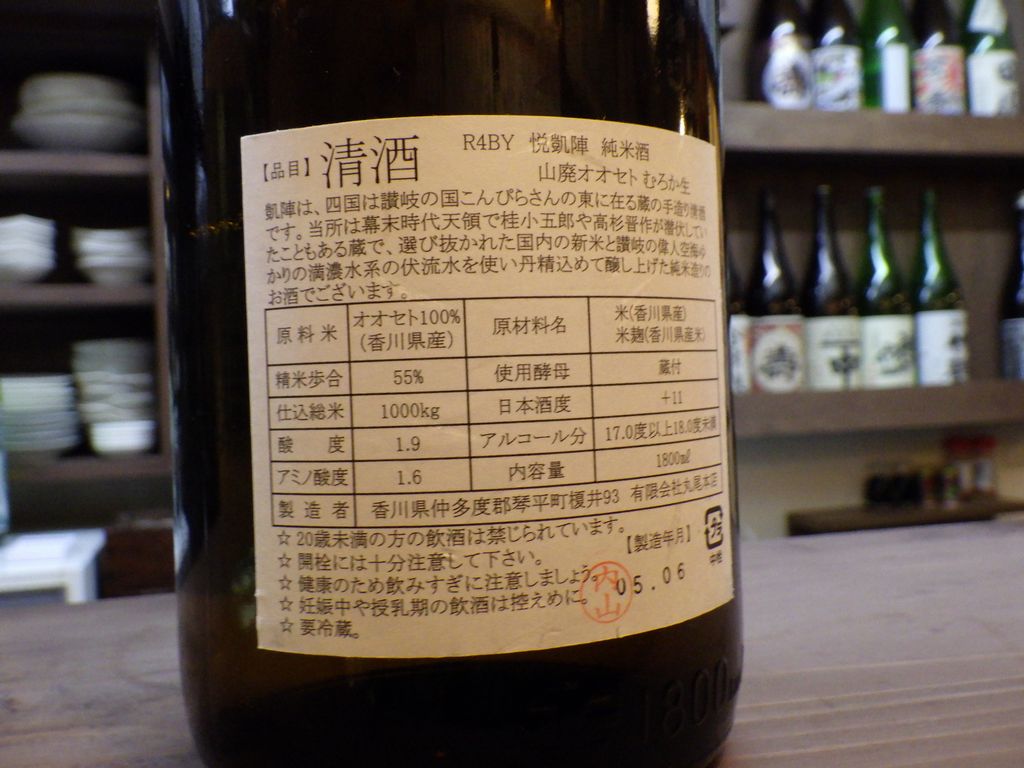 【品目】清酒 R4BY 悦凱陣 純米酒
山廃オオセト むろか生
凱陣は、四国は讃岐の国こんぴらさんの東に在る蔵の手造り清酒
です。当所は幕末時代天領で桂小五郎や高杉晋作が潜伏してい
たこともある蔵で、選び抜かれた国内の新米と讃岐の偉人空海ゆ
かりの満濃水系の伏流水を使い丹精込めて醸し上げた純米造りの
お酒でございます。
原料米 オオセト100%(香川県産) 原材料名 米(香川県産)米麹(香川県産米)
精米歩合 55% 使用酵母 蔵付
仕込総米 1000kg 日本酒度 +11
酸度 1.9 アルコール分 17.0度以上18.0度未満
アミノ酸度 1.6 内容量 1800㎖
製造者 香川県仲多度郡琴平町榎井93 有限会社丸尾本店
☆20歳未満の方の飲酒は禁じられています。
☆開栓には十分注意して下さい。 【製造年月】
☆健康のため飲みすぎに注意しましょう。 05.06
☆妊娠中や授乳期の飲酒は控えめに。 内山
☆要冷蔵。
1800